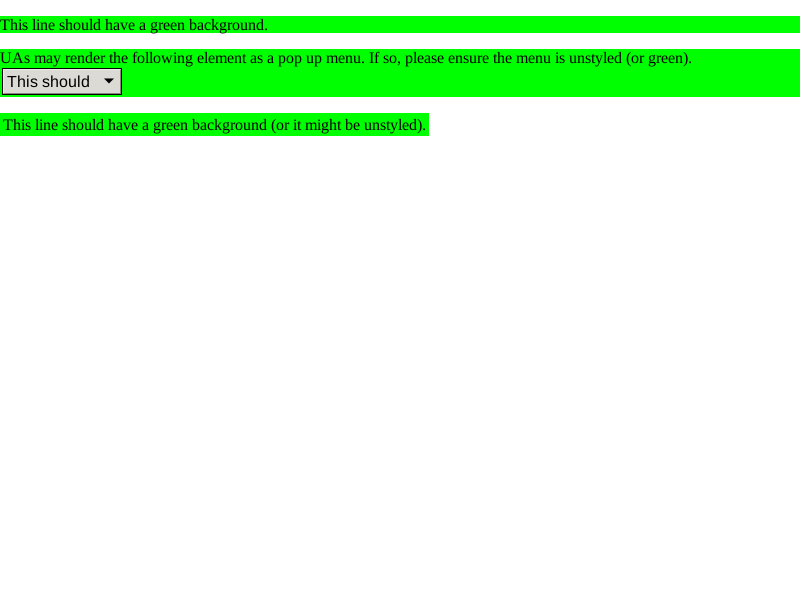 This line should have a green background.
UAs may render the following element as a pop up menu. If so, please ensure the menu is unstyled (or green).
This should
This line should have a green background (or it might be unstyled).